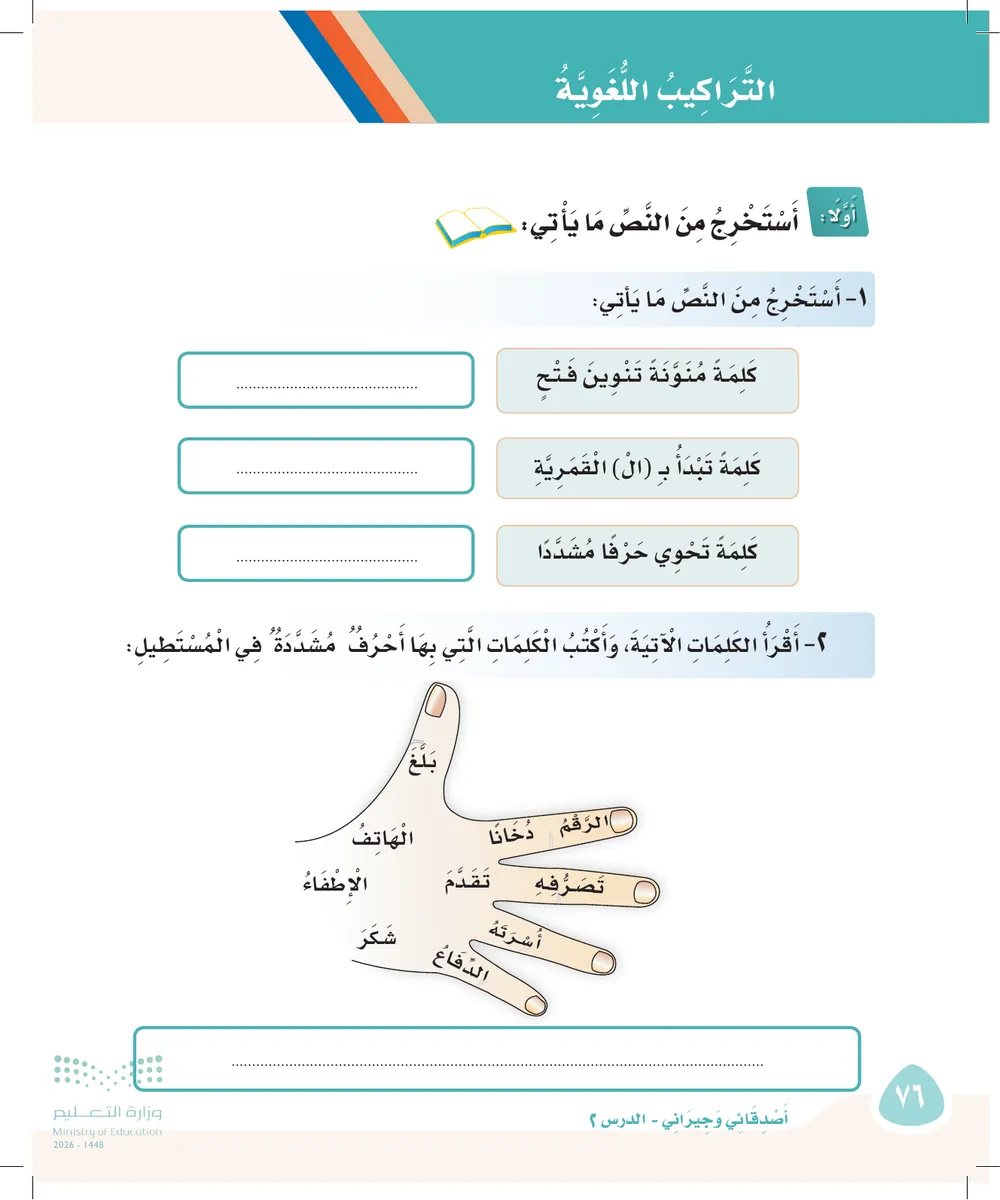 التَّرَاكِيبُ اللُّغَوِيَّةُ
أَوَّلًا: أَسْتَخْرِجُ مِنَ النَّصِّ مَا يَأْتِي:
١- أَسْتَخْرِجُ مِنَ النَّصِّ مَا يَأتِي:
كَلِمَةً مُنَوَّنَةً تَنْوِينَ فَتْحٍ ............................................
كَلِمَةً تَبْدَأُ بِـ (الْ) الْقَمَرِيَّةِ ............................................
كَلِمَةً تَحْوِي حَرْفًا مُشَدَّدًا ............................................
٢- أَقْرَأُ الكَلِمَاتِ الْآتِيَةَ، وَأَكْتُبُ الْكَلِمَاتِ الَّتِي بِهَا أَحْرُفٌ مُشَدَّدَةٌ فِي الْمُسْتَطِيلِ:
بَلَّغَ
الرَّقْمُ
دُخَانًا
الْهَاتِفُ
تَصَرُّفِهِ
تَقَدَّمَ
الْإِطْفَاءُ
أُسْرَتَهُ
شَكَرَ
الدِّفَاعُ
................................................................................................................................
وزارة التعليم
Ministry of Education
2026 - 1448
أَصْدِقَائِي وَجِيرَانِي - الدرس ٢
٧٦